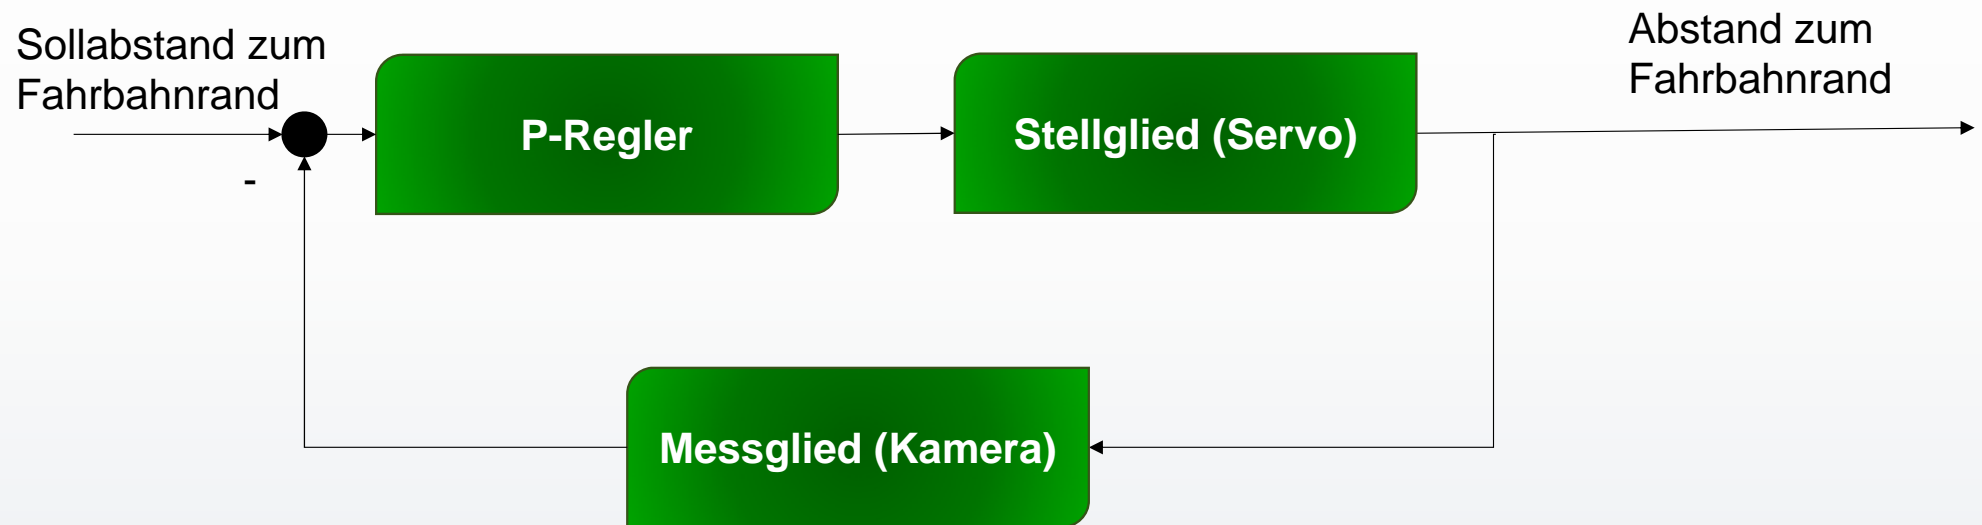 Sollabstand zum
Fahrbahnrand
Abstand zum
Fahrbahnrand
P-Regler
Stellglied (Servo)
-
Messglied (Kamera)